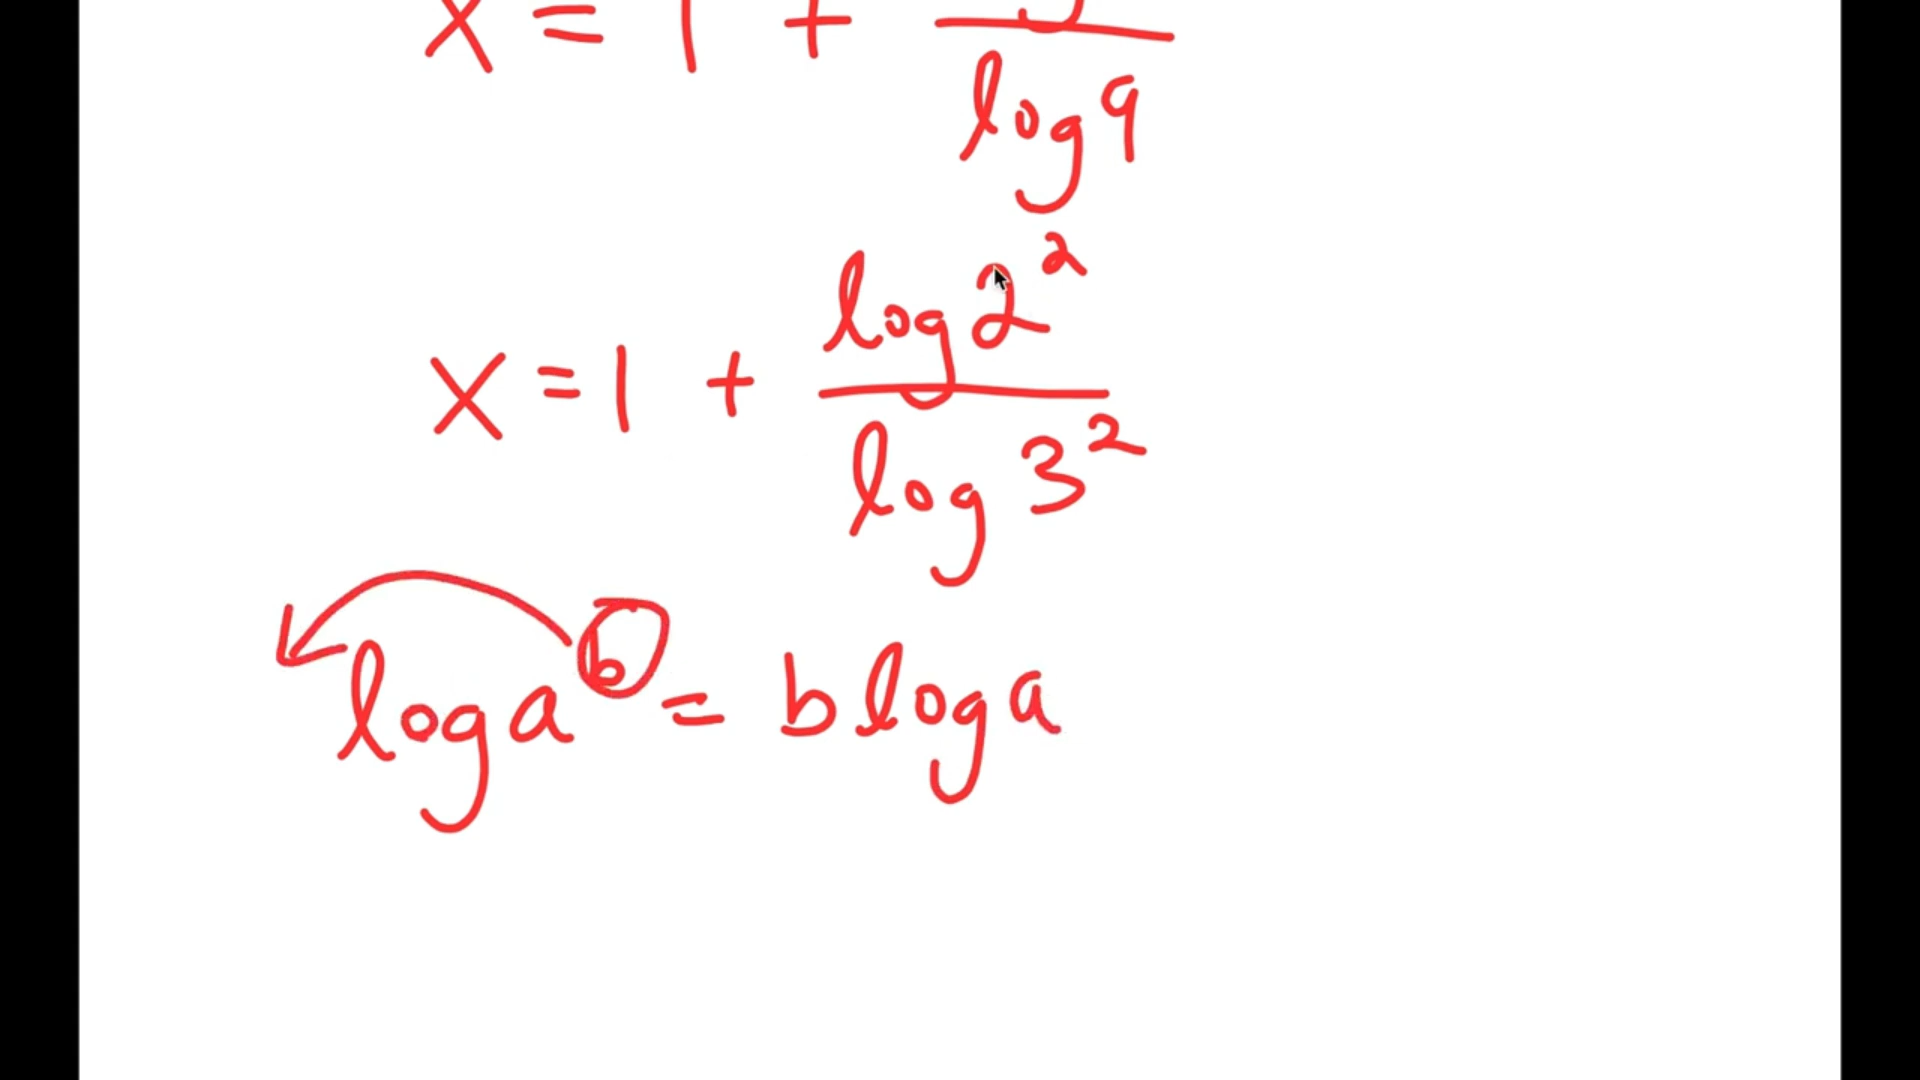 x = 1 +
log 9
log 2²
x = 1 + ―
log 3²
log a^b = b log a